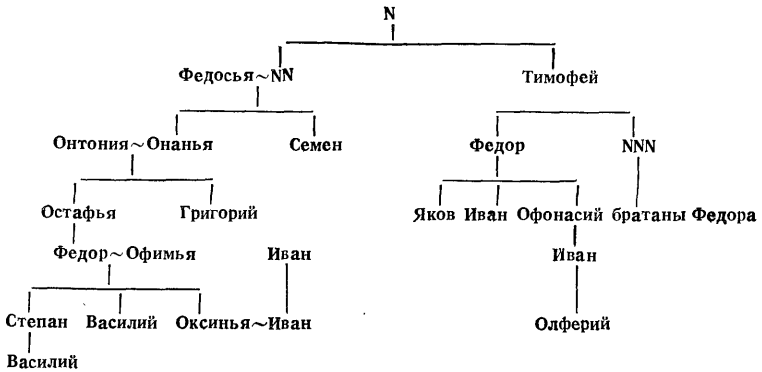 N
Федосья~NN Тимофей
Онтония~Онанья Семен Федор NNN
Остафья Григорий Яков Иван Офонасий братаны Федора
Федор~Офимья Иван Иван
Степан Василий Оксинья~Иван Олферий
Василий